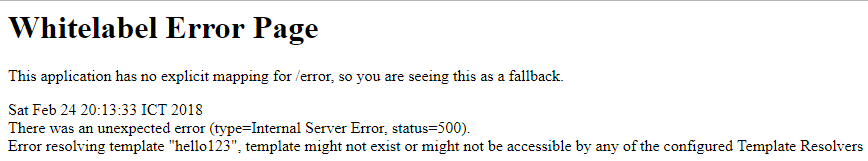 Whitelabel Error Page
This application has no explicit mapping for /error, so you are seeing this as a fallback.
Sat Feb 24 20:13:33 ICT 2018
There was an unexpected error (type=Internal Server Error, status=500).
Error resolving template "hello123", template might not exist or might not be accessible by any of the configured Template Resolvers